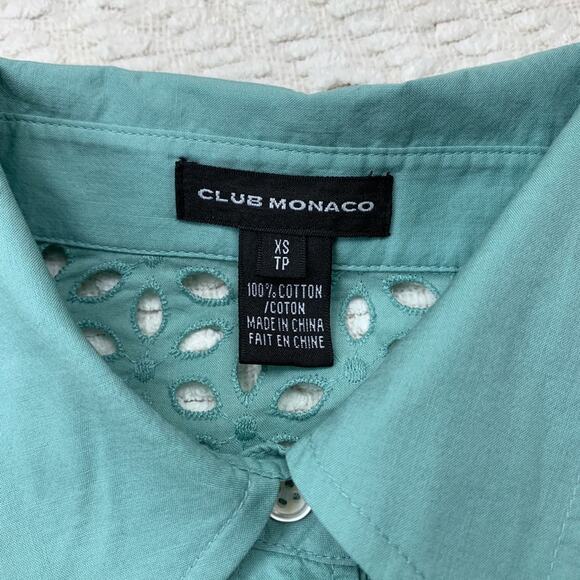 CLUB MONACO
XS
TP
100% COTTON
/COTON
MADE IN CHINA
FAIT EN CHINE